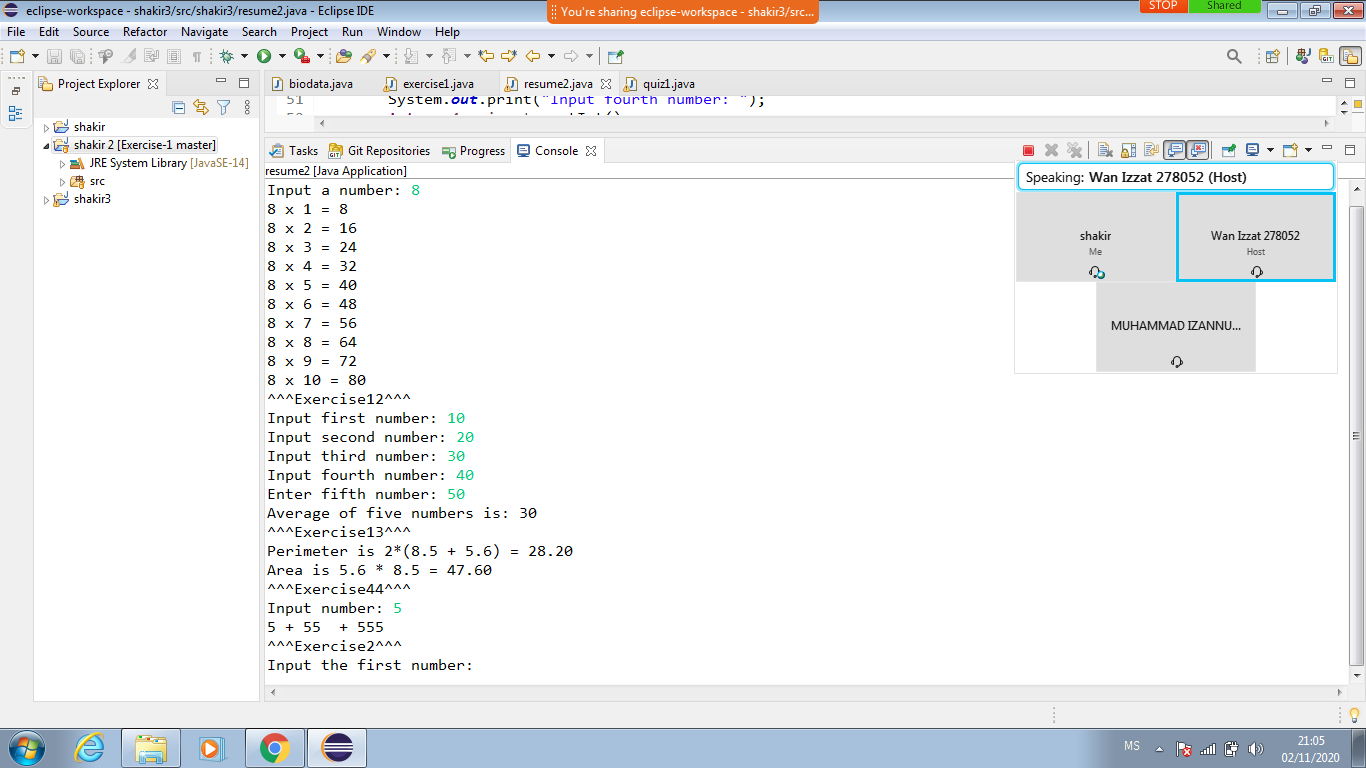 eclipse-workspace - shakir3/src/shakir3/resume2.java - Eclipse IDE
You're sharing eclipse-workspace - shakir3/src...
STOP
Shared
File Edit Source Refactor Navigate Search Project Run Window Help
Project Explorer
biodata.java
exercise1.java
resume2.java
quiz1.java
51 System.out.print("Input fourth number: ");
shakir
shakir 2 [Exercise-1 master]
JRE System Library [JavaSE-14]
src
shakir3
Tasks
Git Repositories
Progress
Console
resume2 [Java Application]
Input a number: 8
8 x 1 = 8
8 x 2 = 16
8 x 3 = 24
8 x 4 = 32
8 x 5 = 40
8 x 6 = 48
8 x 7 = 56
8 x 8 = 64
8 x 9 = 72
8 x 10 = 80
^^^Exercise12^^^
Input first number: 10
Input second number: 20
Input third number: 30
Input fourth number: 40
Enter fifth number: 50
Average of five numbers is: 30
^^^Exercise13^^^
Perimeter is 2*(8.5 + 5.6) = 28.20
Area is 5.6 * 8.5 = 47.60
^^^Exercise44^^^
Input number: 5
5 + 55  + 555
^^^Exercise2^^^
Input the first number:
Speaking: Wan Izzat 278052 (Host)
shakir
Me
Wan Izzat 278052
Host
MUHAMMAD IZANNU...
MS
21:05
02/11/2020